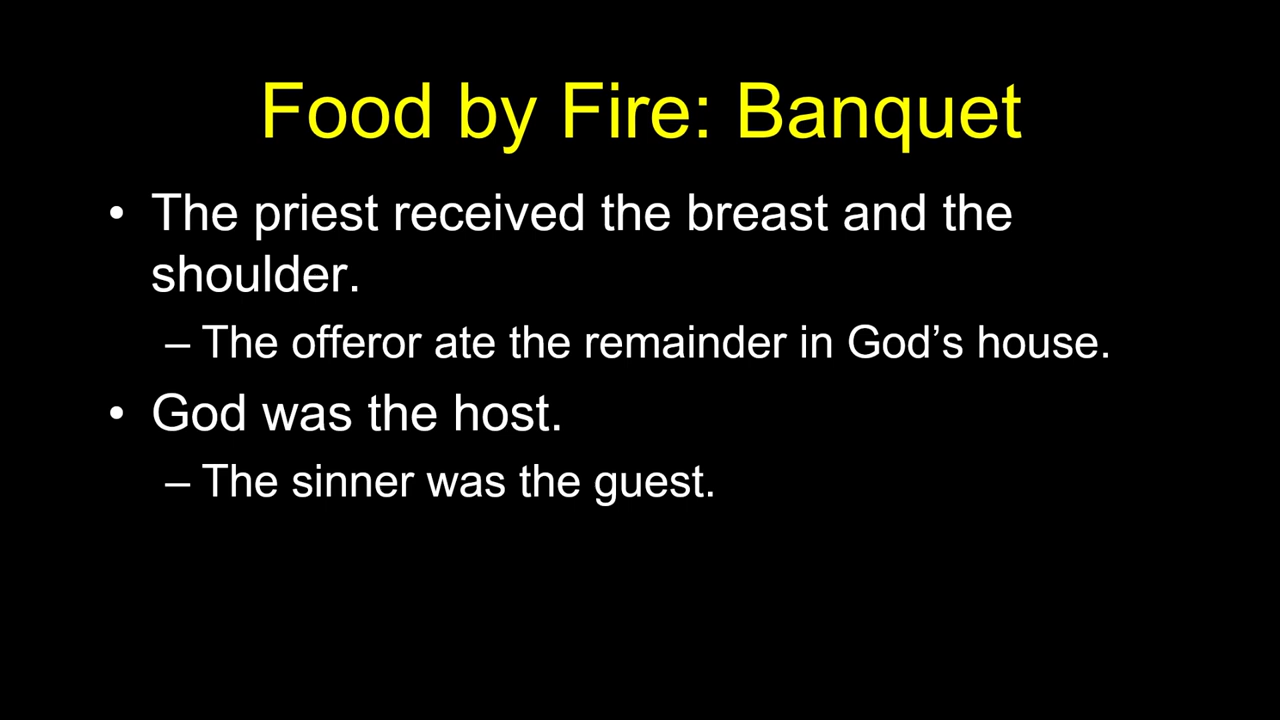 Food by Fire: Banquet
• The priest received the breast and the
shoulder.
– The offeror ate the remainder in God’s house.
• God was the host.
– The sinner was the guest.